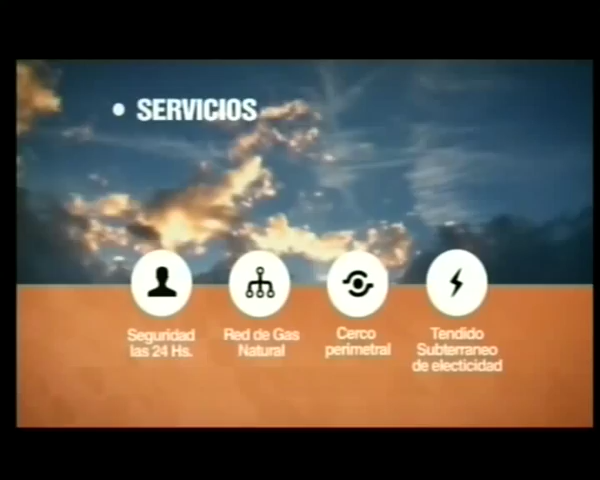 • SERVICIOS
Seguridad
las 24 Hs.
Red de Gas
Natural
Cerco
perimetral
Tendido
Subterraneo
de electicidad